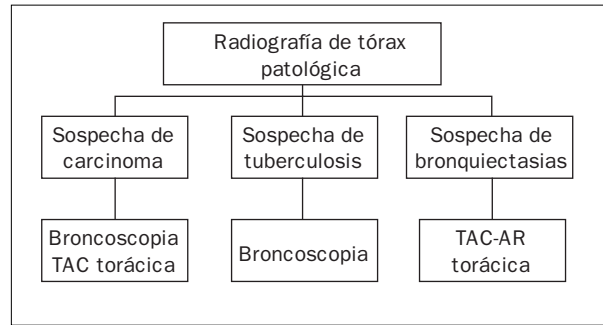 Radiografía de tórax
patológica
Sospecha de
carcinoma
Sospecha de
tuberculosis
Sospecha de
bronquiectasias
Broncoscopia
TAC torácica
Broncoscopia
TAC-AR
torácica